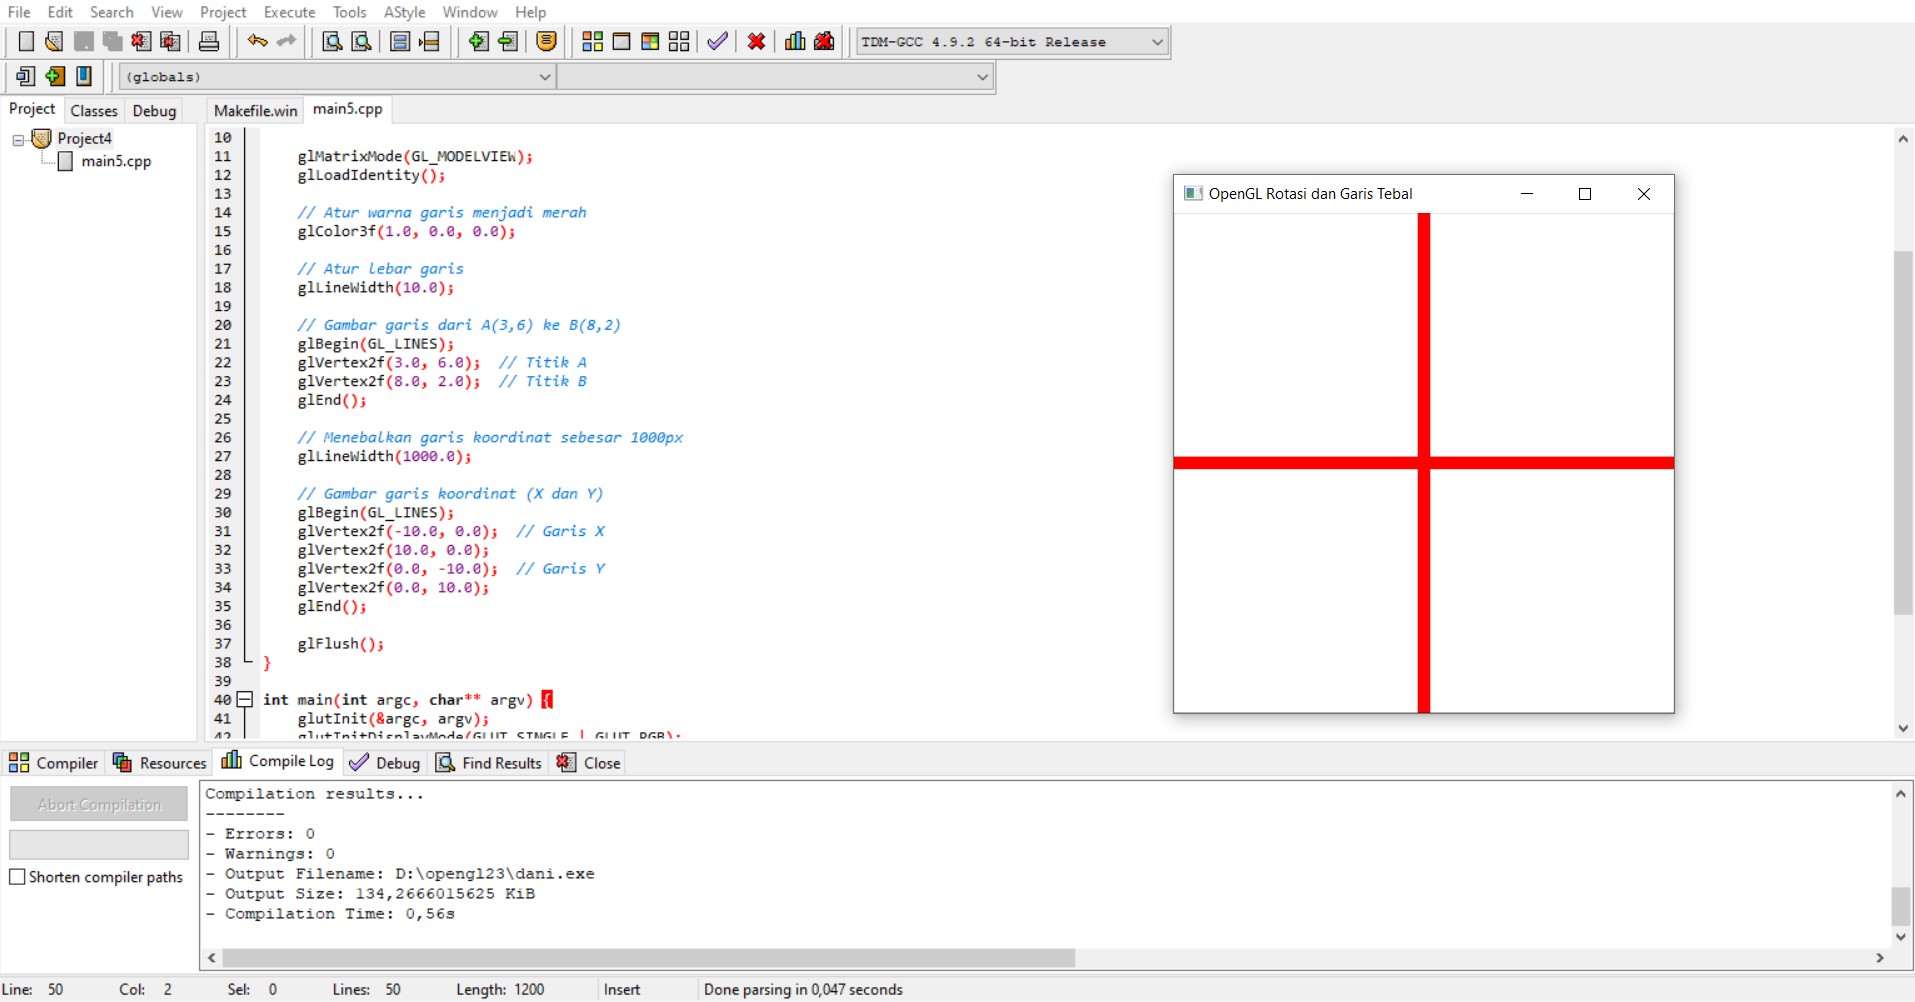 File Edit Search View Project Execute Tools AStyle Window Help
TDM-GCC 4.9.2 64-bit Release
(globals)
Project Classes Debug Makefile.win main5.cpp
Project4
main5.cpp
10
11 glMatrixMode(GL_MODELVIEW);
12 glLoadIdentity();
13
14 // Atur warna garis menjadi merah
15 glColor3f(1.0, 0.0, 0.0);
16
17 // Atur lebar garis
18 glLineWidth(10.0);
19
20 // Gambar garis dari A(3,6) ke B(8,2)
21 glBegin(GL_LINES);
22 glVertex2f(3.0, 6.0); // Titik A
23 glVertex2f(8.0, 2.0); // Titik B
24 glEnd();
25
26 // Menebalkan garis koordinat sebesar 1000px
27 glLineWidth(1000.0);
28
29 // Gambar garis koordinat (X dan Y)
30 glBegin(GL_LINES);
31 glVertex2f(-10.0, 0.0); // Garis X
32 glVertex2f(10.0, 0.0);
33 glVertex2f(0.0, -10.0); // Garis Y
34 glVertex2f(0.0, 10.0);
35 glEnd();
36
37 glFlush();
38 }
39
40 int main(int argc, char** argv) {
41 glutInit(&argc, argv);
42 glutInitDisplayMode(GLUT_SINGLE | GLUT_RGB);
OpenGL Rotasi dan Garis Tebal
Compiler Resources Compile Log Debug Find Results Close
Abort Compilation
Shorten compiler paths
Compilation results...
--------
- Errors: 0
- Warnings: 0
- Output Filename: D:\opengl23\dani.exe
- Output Size: 134,2666015625 KiB
- Compilation Time: 0,56s
Line: 50 Col: 2 Sel: 0 Lines: 50 Length: 1200 Insert Done parsing in 0,047 seconds